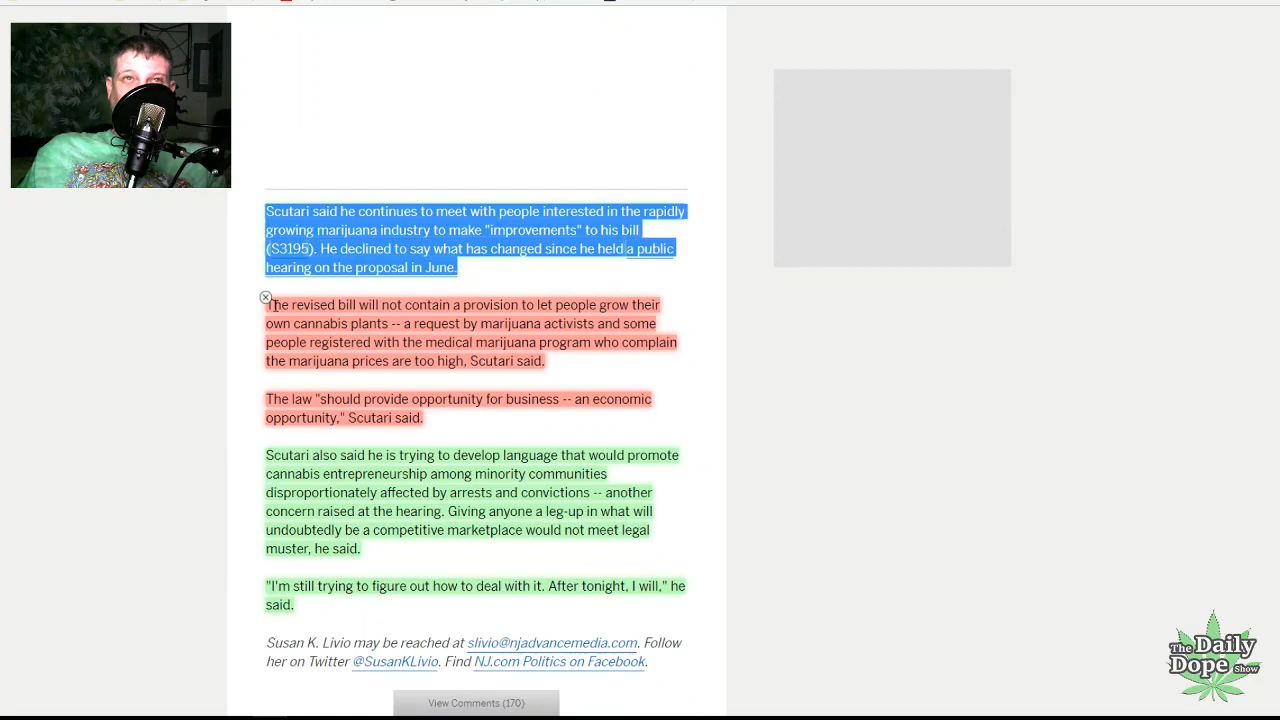 Scutari said he continues to meet with people interested in the rapidly
growing marijuana industry to make "improvements" to his bill
(S3195). He declined to say what has changed since he held a public
hearing on the proposal in June.
The revised bill will not contain a provision to let people grow their
own cannabis plants -- a request by marijuana activists and some
people registered with the medical marijuana program who complain
the marijuana prices are too high, Scutari said.
The law "should provide opportunity for business -- an economic
opportunity," Scutari said.
Scutari also said he is trying to develop language that would promote
cannabis entrepreneurship among minority communities
disproportionately affected by arrests and convictions -- another
concern raised at the hearing. Giving anyone a leg-up in what will
undoubtedly be a competitive marketplace would not meet legal
muster, he said.
"I'm still trying to figure out how to deal with it. After tonight, I will," he
said.
Susan K. Livio may be reached at slivio@njadvancemedia.com. Follow
her on Twitter @SusanKLivio. Find NJ.com Politics on Facebook.
View Comments (170)
The Daily
Dope Show